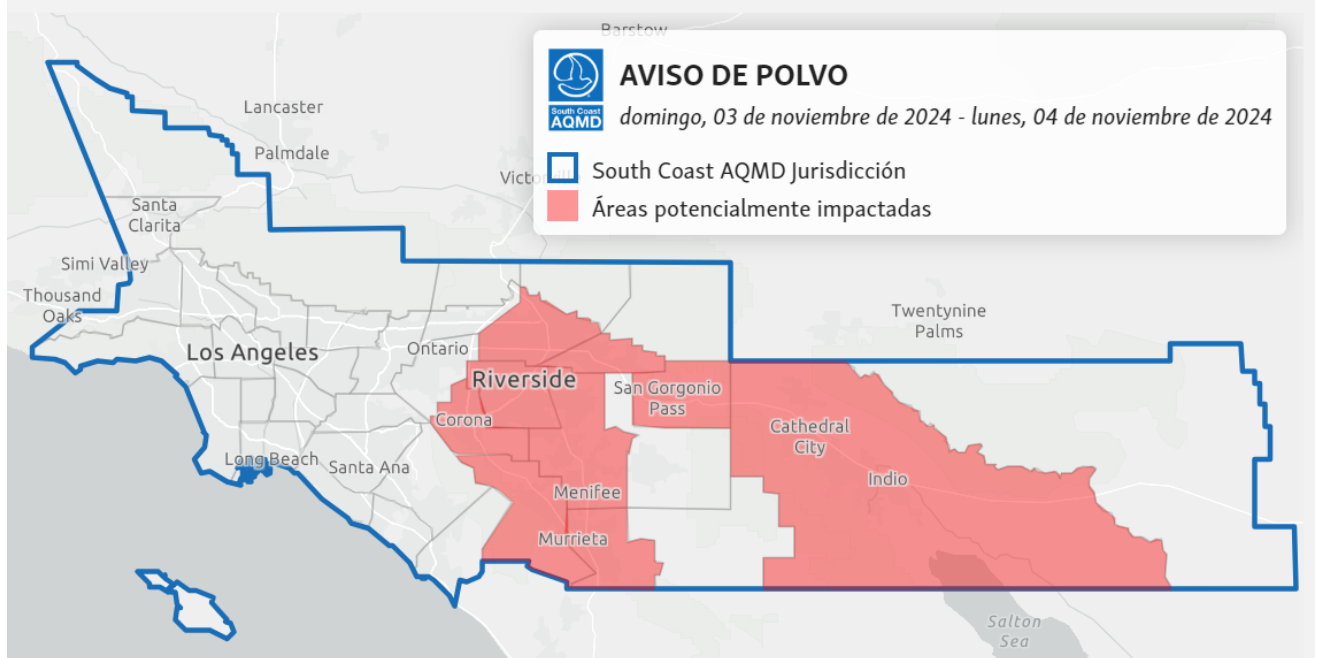 Barstow
South Coast
AQMD
AVISO DE POLVO
domingo, 03 de noviembre de 2024 - lunes, 04 de noviembre de 2024
South Coast AQMD Jurisdicción
Áreas potencialmente impactadas
Lancaster
Palmdale
Santa
Clarita
Simi Valley
Thousand
Oaks
Twentynine
Palms
Los Angeles
Ontario
Riverside
San Gorgonio
Pass
Corona
Cathedral
City
Long Beach
Santa Ana
Indio
Menifee
Murrieta
Salton
Sea